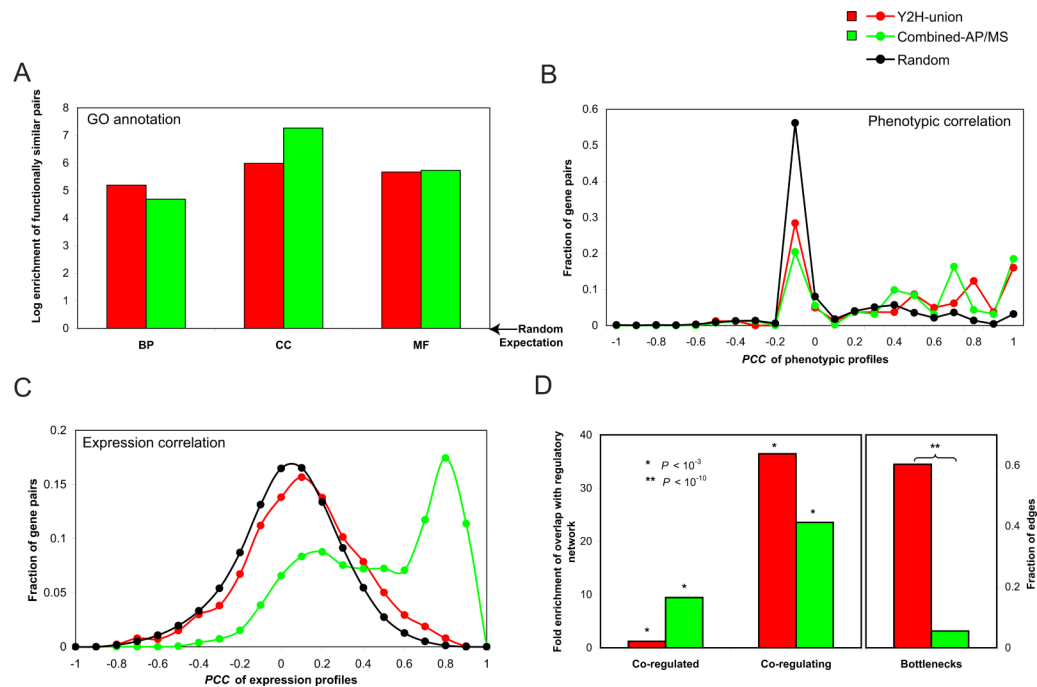 Y2H-union
Combined-AP/MS
Random
A
GO annotation
Log enrichment of functionally similar pairs
8
7
6
5
4
3
2
1
0
BP
CC
MF
Random
Expectation
B
Phenotypic correlation
Fraction of gene pairs
0.6
0.5
0.4
0.3
0.2
0.1
0
-1 -0.8 -0.6 -0.4 -0.2 0 0.2 0.4 0.6 0.8 1
PCC of phenotypic profiles
C
Expression correlation
Fraction of gene pairs
0.2
0.15
0.1
0.05
0
-1 -0.8 -0.6 -0.4 -0.2 0 0.2 0.4 0.6 0.8 1
PCC of expression profiles
D
Fold enrichment of overlap with regulatory
network
40
35
30
25
20
15
10
5
0
* P < 10-3
** P < 10-10
*
*
*
*
**
Co-regulated
Co-regulating
Bottlenecks
0.6
0.4
0.2
0
Fraction of edges